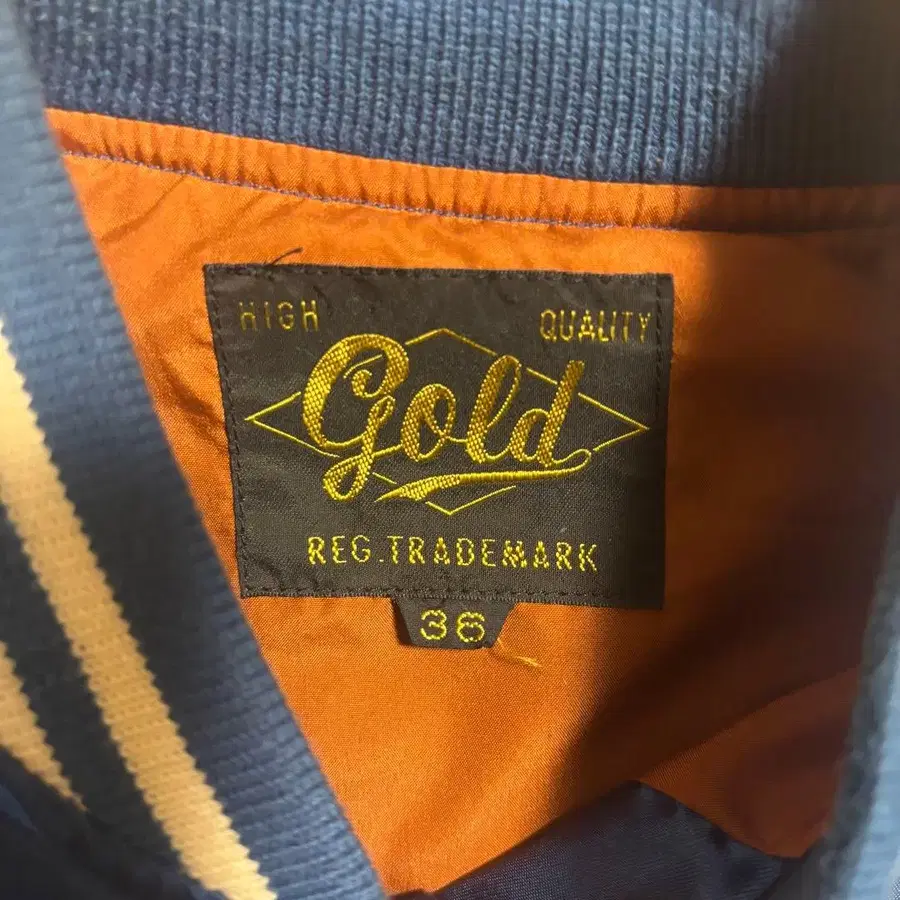 HIGH QUALITY
Gold
REG. TRADEMARK
36